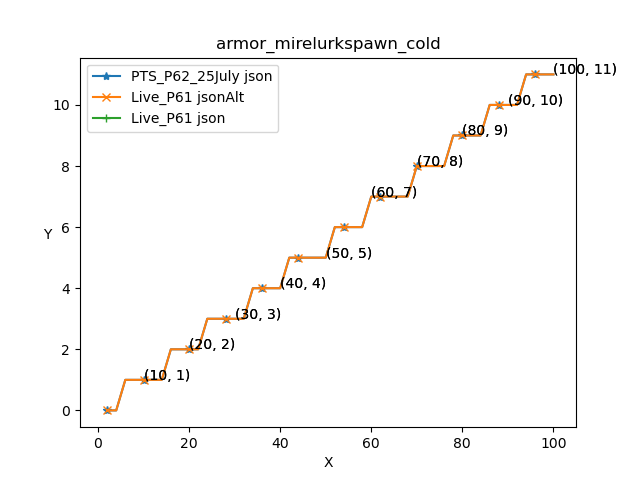 armor_mirelurkspawn_cold
PTS_P62_25July json
Live_P61 jsonAlt
Live_P61 json
(100, 11)
(90, 10)
(80, 9)
(70, 8)
(60, 7)
(50, 5)
(40, 4)
(30, 3)
(20, 2)
(10, 1)
Y
10
8
6
4
2
0
0 20 40 60 80 100
X